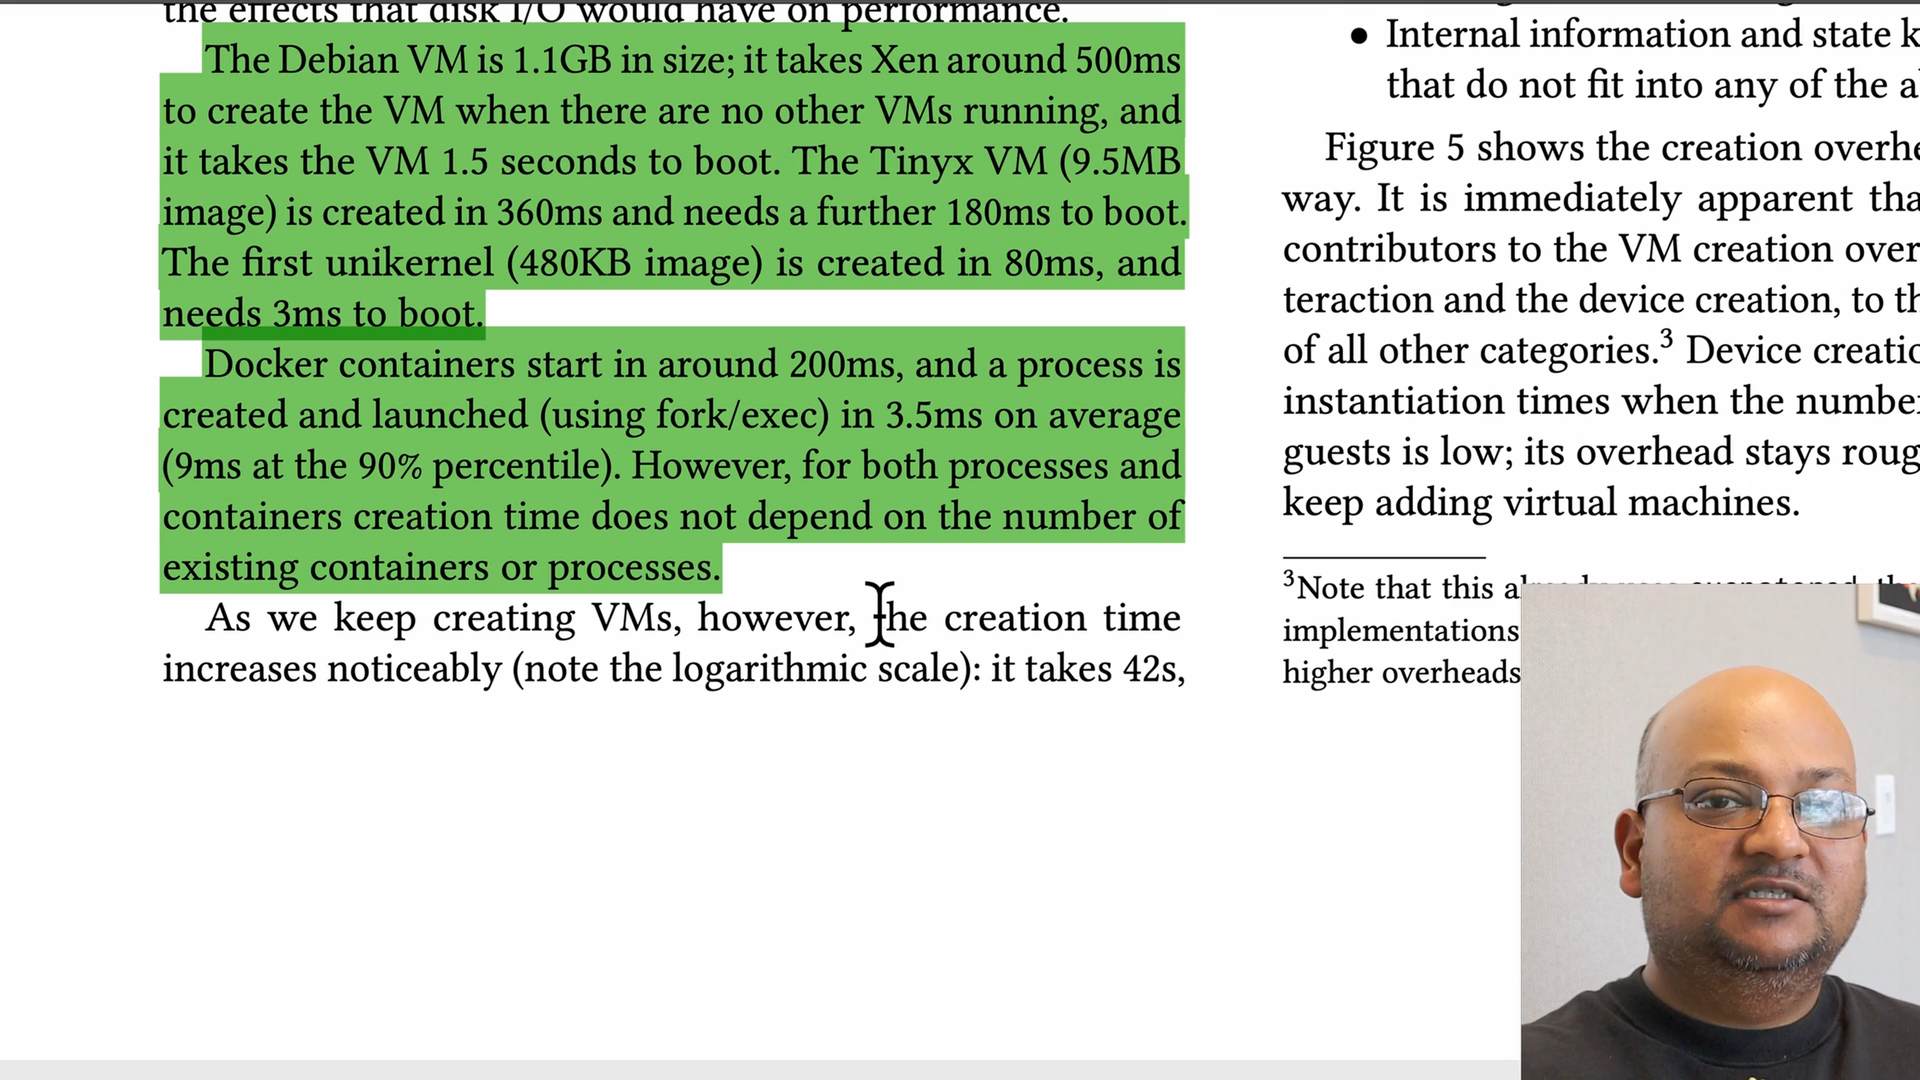 the effects that disk I/O would have on performance.
The Debian VM is 1.1GB in size; it takes Xen around 500ms
to create the VM when there are no other VMs running, and
it takes the VM 1.5 seconds to boot. The Tinyx VM (9.5MB
image) is created in 360ms and needs a further 180ms to boot.
The first unikernel (480KB image) is created in 80ms, and
needs 3ms to boot.
Docker containers start in around 200ms, and a process is
created and launched (using fork/exec) in 3.5ms on average
(9ms at the 90% percentile). However, for both processes and
containers creation time does not depend on the number of
existing containers or processes.
As we keep creating VMs, however, the creation time
increases noticeably (note the logarithmic scale): it takes 42s,
• Internal information and state k
that do not fit into any of the a
Figure 5 shows the creation overhe
way. It is immediately apparent tha
contributors to the VM creation over
teraction and the device creation, to th
of all other categories.³ Device creatio
instantiation times when the number
guests is low; its overhead stays roug
keep adding virtual machines.
³Note that this
implementations
higher overheads